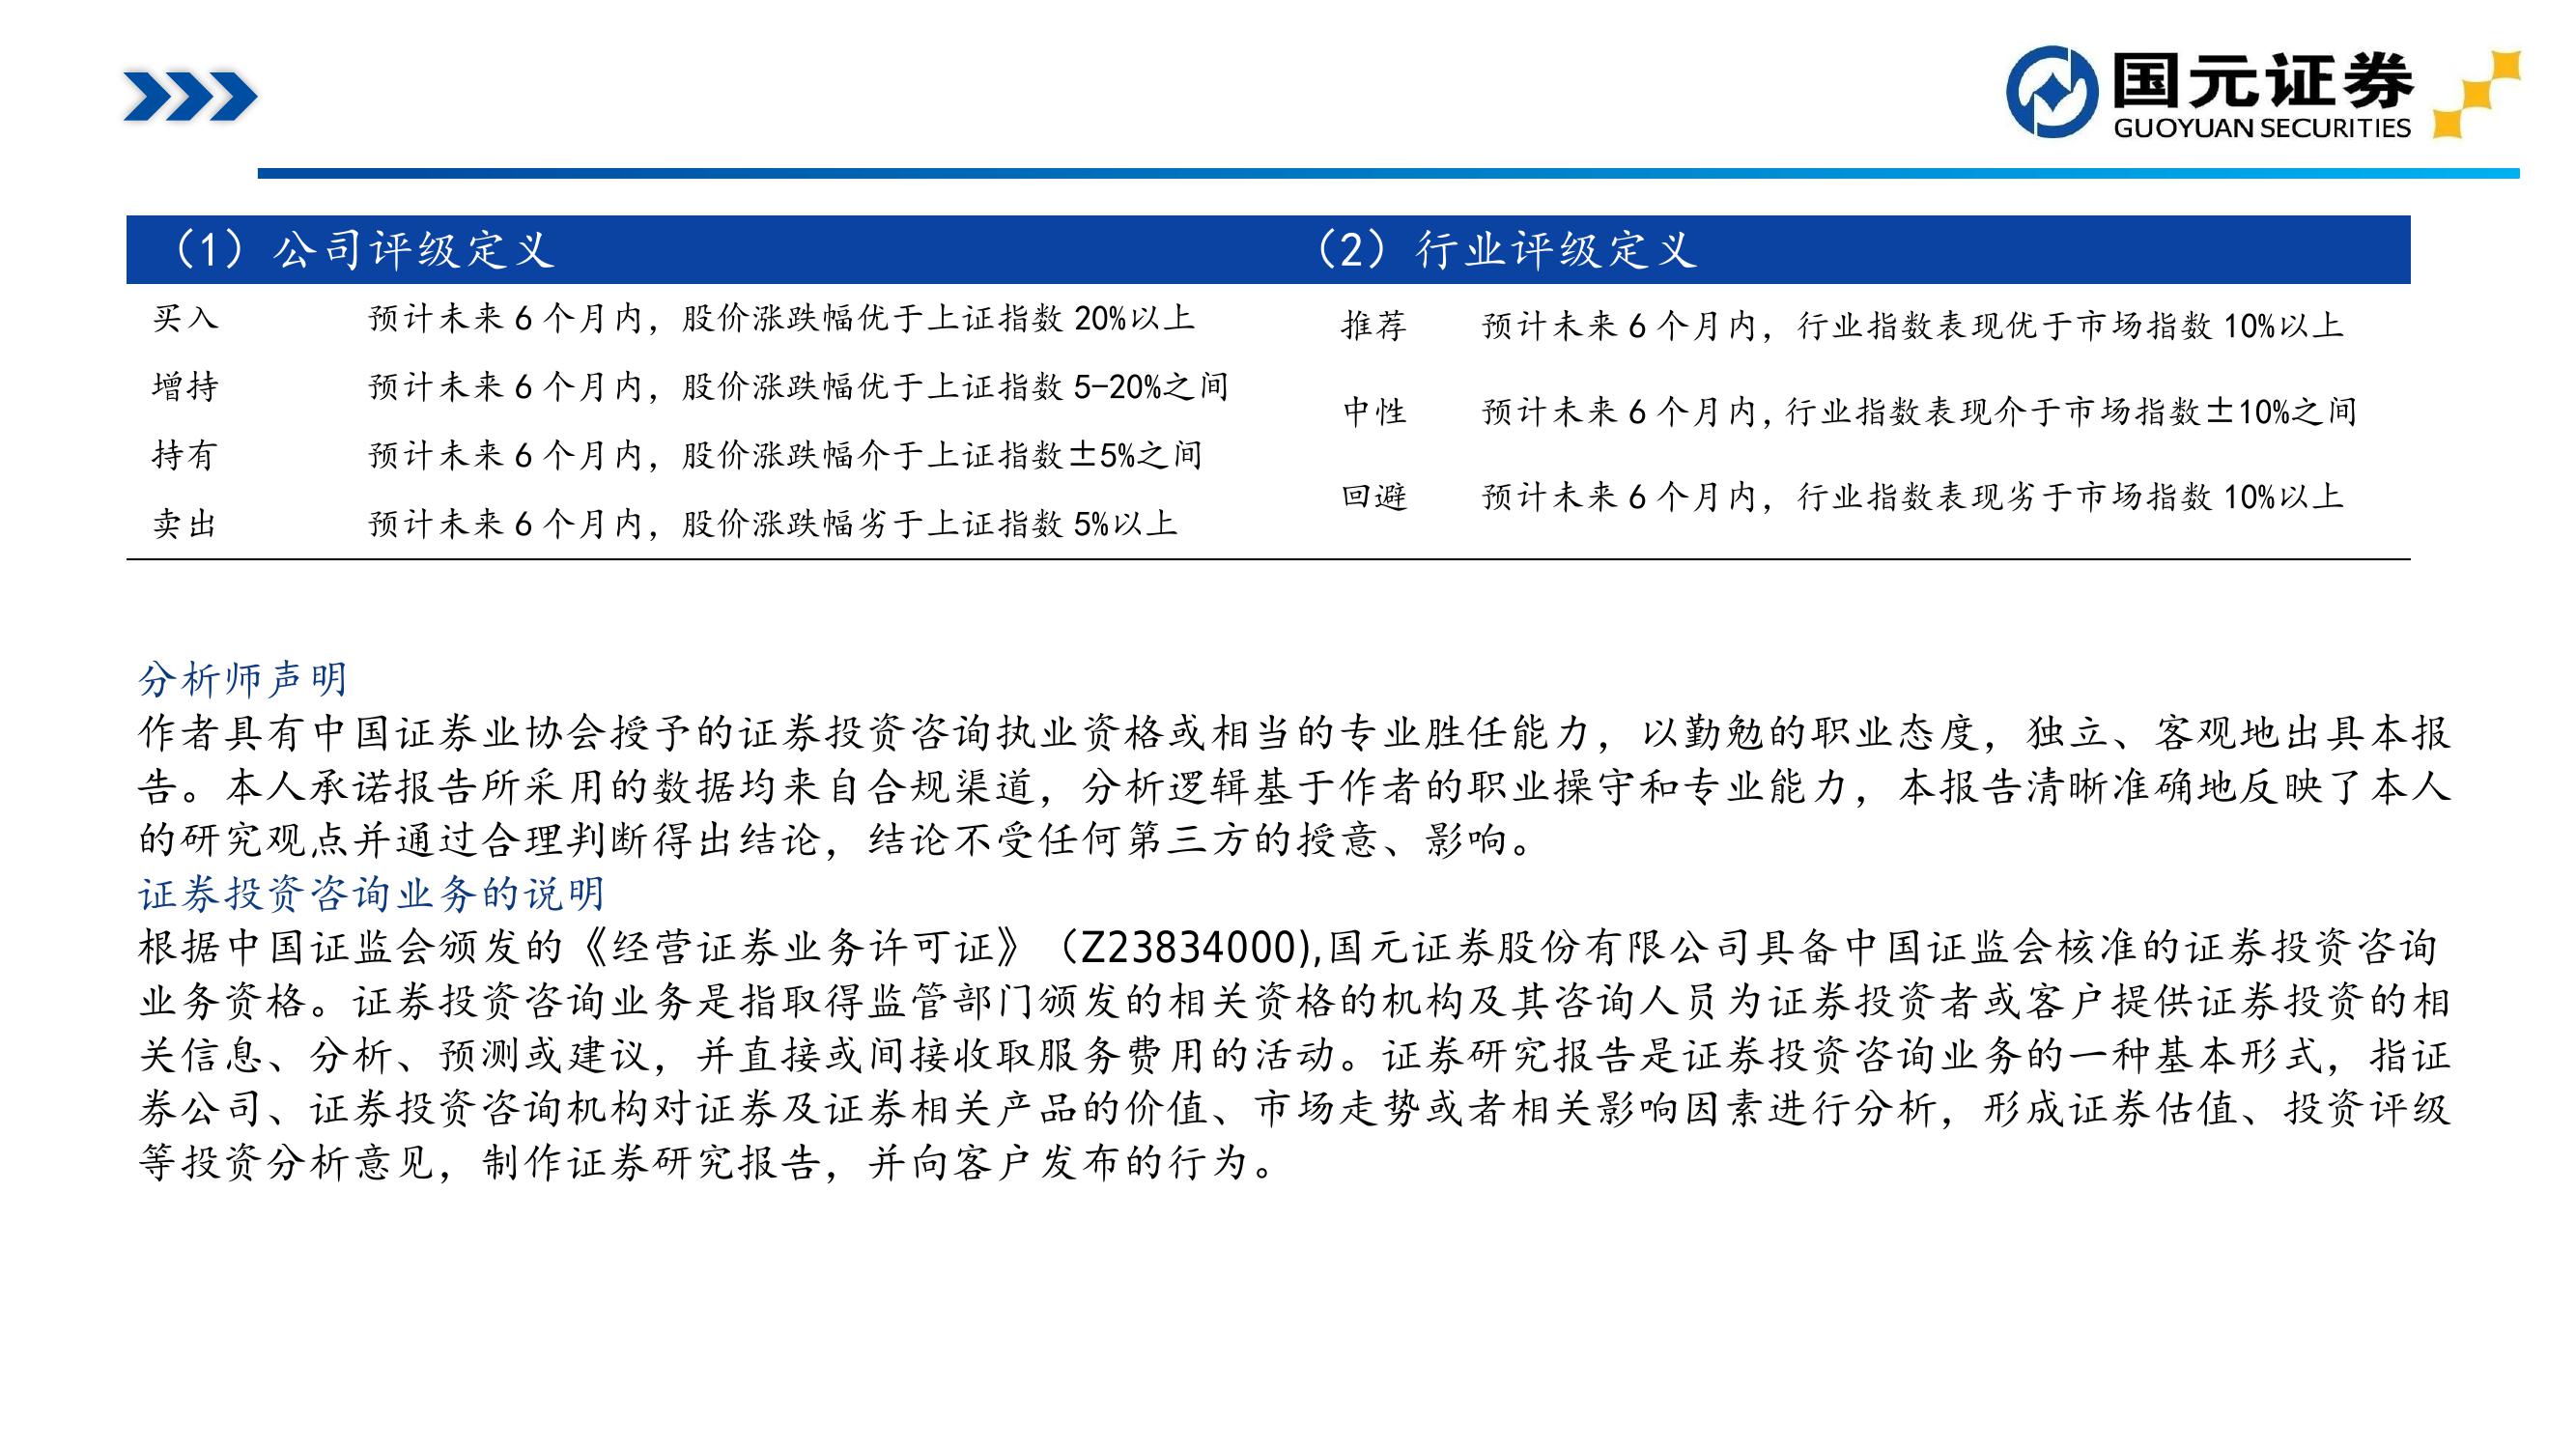 国元证券
GUOYUAN SECURITIES
（1）公司评级定义 （2）行业评级定义
买入 预计未来 6 个月内，股价涨跌幅优于上证指数 20%以上
增持 预计未来 6 个月内，股价涨跌幅优于上证指数 5-20%之间
持有 预计未来 6 个月内，股价涨跌幅介于上证指数±5%之间
卖出 预计未来 6 个月内，股价涨跌幅劣于上证指数 5%以上
推荐 预计未来 6 个月内，行业指数表现优于市场指数 10%以上
中性 预计未来 6 个月内,行业指数表现介于市场指数±10%之间
回避 预计未来 6 个月内，行业指数表现劣于市场指数 10%以上
分析师声明
作者具有中国证券业协会授予的证券投资咨询执业资格或相当的专业胜任能力，以勤勉的职业态度，独立、客观地出具本报
告。本人承诺报告所采用的数据均来自合规渠道，分析逻辑基于作者的职业操守和专业能力，本报告清晰准确地反映了本人
的研究观点并通过合理判断得出结论，结论不受任何第三方的授意、影响。
证券投资咨询业务的说明
根据中国证监会颁发的《经营证券业务许可证》（Z23834000),国元证券股份有限公司具备中国证监会核准的证券投资咨询
业务资格。证券投资咨询业务是指取得监管部门颁发的相关资格的机构及其咨询人员为证券投资者或客户提供证券投资的相
关信息、分析、预测或建议，并直接或间接收取服务费用的活动。证券研究报告是证券投资咨询业务的一种基本形式，指证
券公司、证券投资咨询机构对证券及证券相关产品的价值、市场走势或者相关影响因素进行分析，形成证券估值、投资评级
等投资分析意见，制作证券研究报告，并向客户发布的行为。